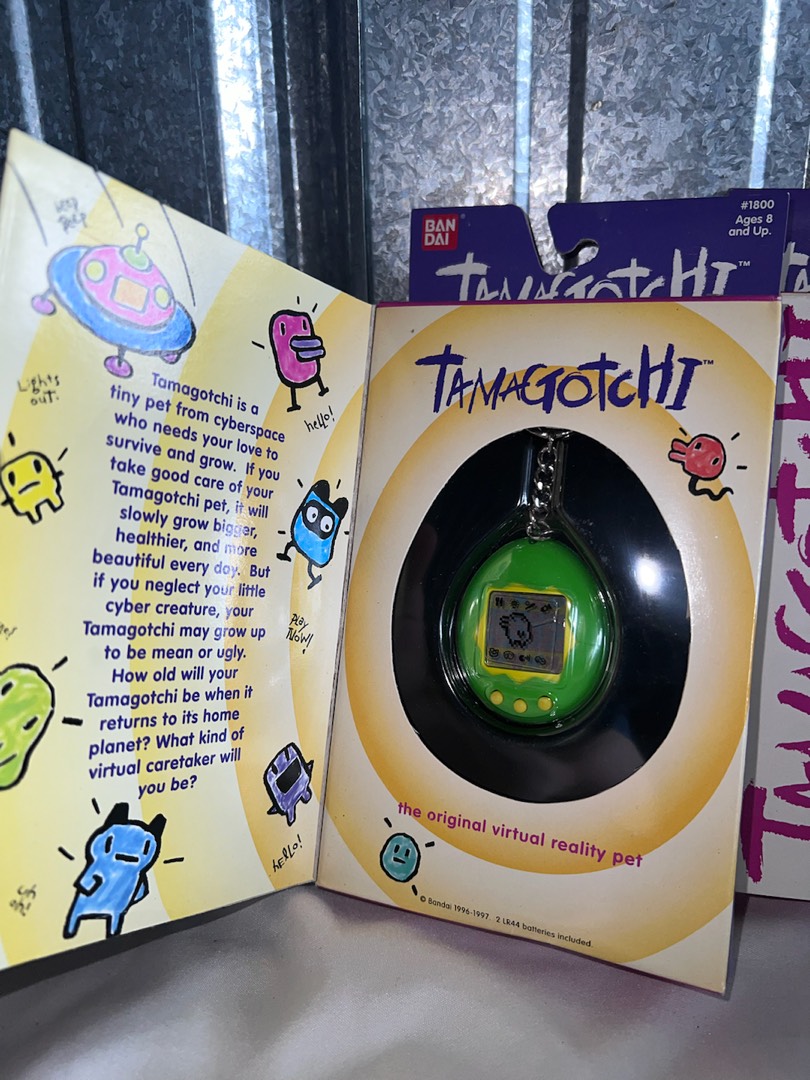 Lights
out.
Tamagotchi is a
tiny pet from cyberspace
who needs your love to
survive and grow. If you
take good care of your
Tamagotchi pet, it will
slowly grow bigger,
healthier, and more
beautiful every day. But
if you neglect your little
cyber creature, your
Tamagotchi may grow up
to be mean or ugly.
How old will your
Tamagotchi be when it
returns to its home
planet? What kind of
virtual caretaker will
you be?
hello!
Play
Now!
HELLO!
BAN
DAI
#1800
Ages 8
and Up.
TAMAGOTCHI™
TAMAGOTCHI™
the original virtual reality pet
© Bandai 1996-1997 2 LR44 batteries included.
TAMAGOTCHI